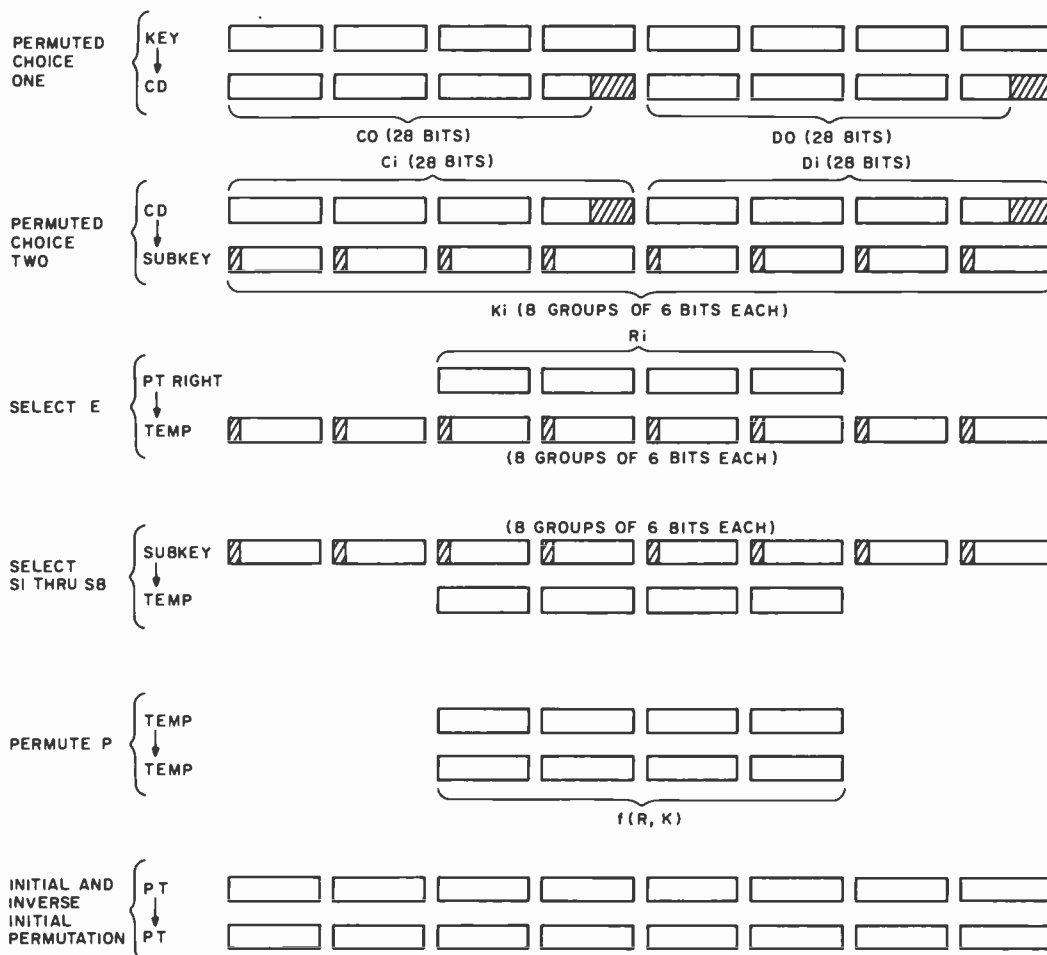 PERMUTED CHOICE ONE
KEY
CD
CO (28 BITS)
DO (28 BITS)
Ci (28 BITS)
Di (28 BITS)
PERMUTED CHOICE TWO
CD
SUBKEY
Ki (8 GROUPS OF 6 BITS EACH)
Ri
SELECT E
PT RIGHT
TEMP
(8 GROUPS OF 6 BITS EACH)
(8 GROUPS OF 6 BITS EACH)
SELECT SI THRU S8
SUBKEY
TEMP
PERMUTE P
TEMP
TEMP
f(R, K)
INITIAL AND INVERSE INITIAL PERMUTATION
PT
PT